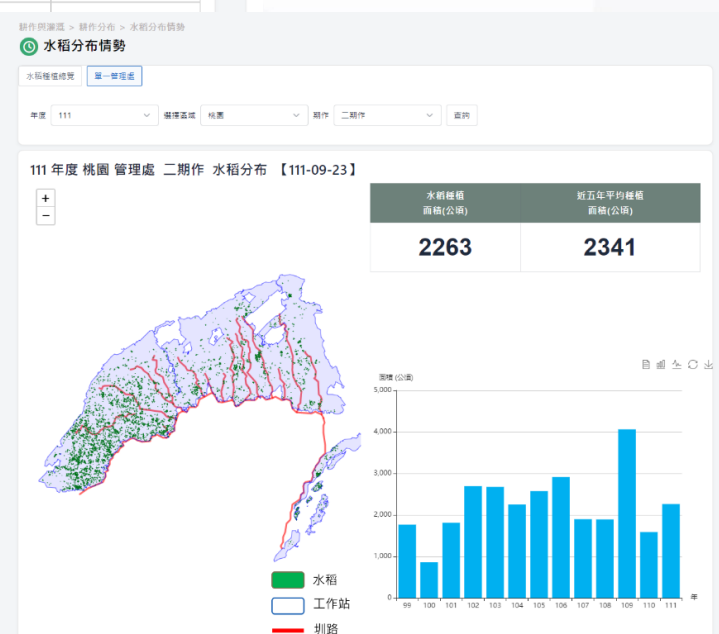 耕作與灌溉 > 耕作分布 > 水稻分布情勢
水稻分布情勢
水稻種植總覽 單一管理處
年度 111 選擇區域 桃園 期作 二期作 查詢
111 年度 桃園 管理處 二期作 水稻分布 【111-09-23】
+
−
水稻種植
面積(公頃)
近五年平均種植
面積(公頃)
2263 2341
面積 (公頃)
5,000
4,000
3,000
2,000
1,000
0
99 100 101 102 103 104 105 106 107 108 109 110 111 年
水稻
工作站
圳路